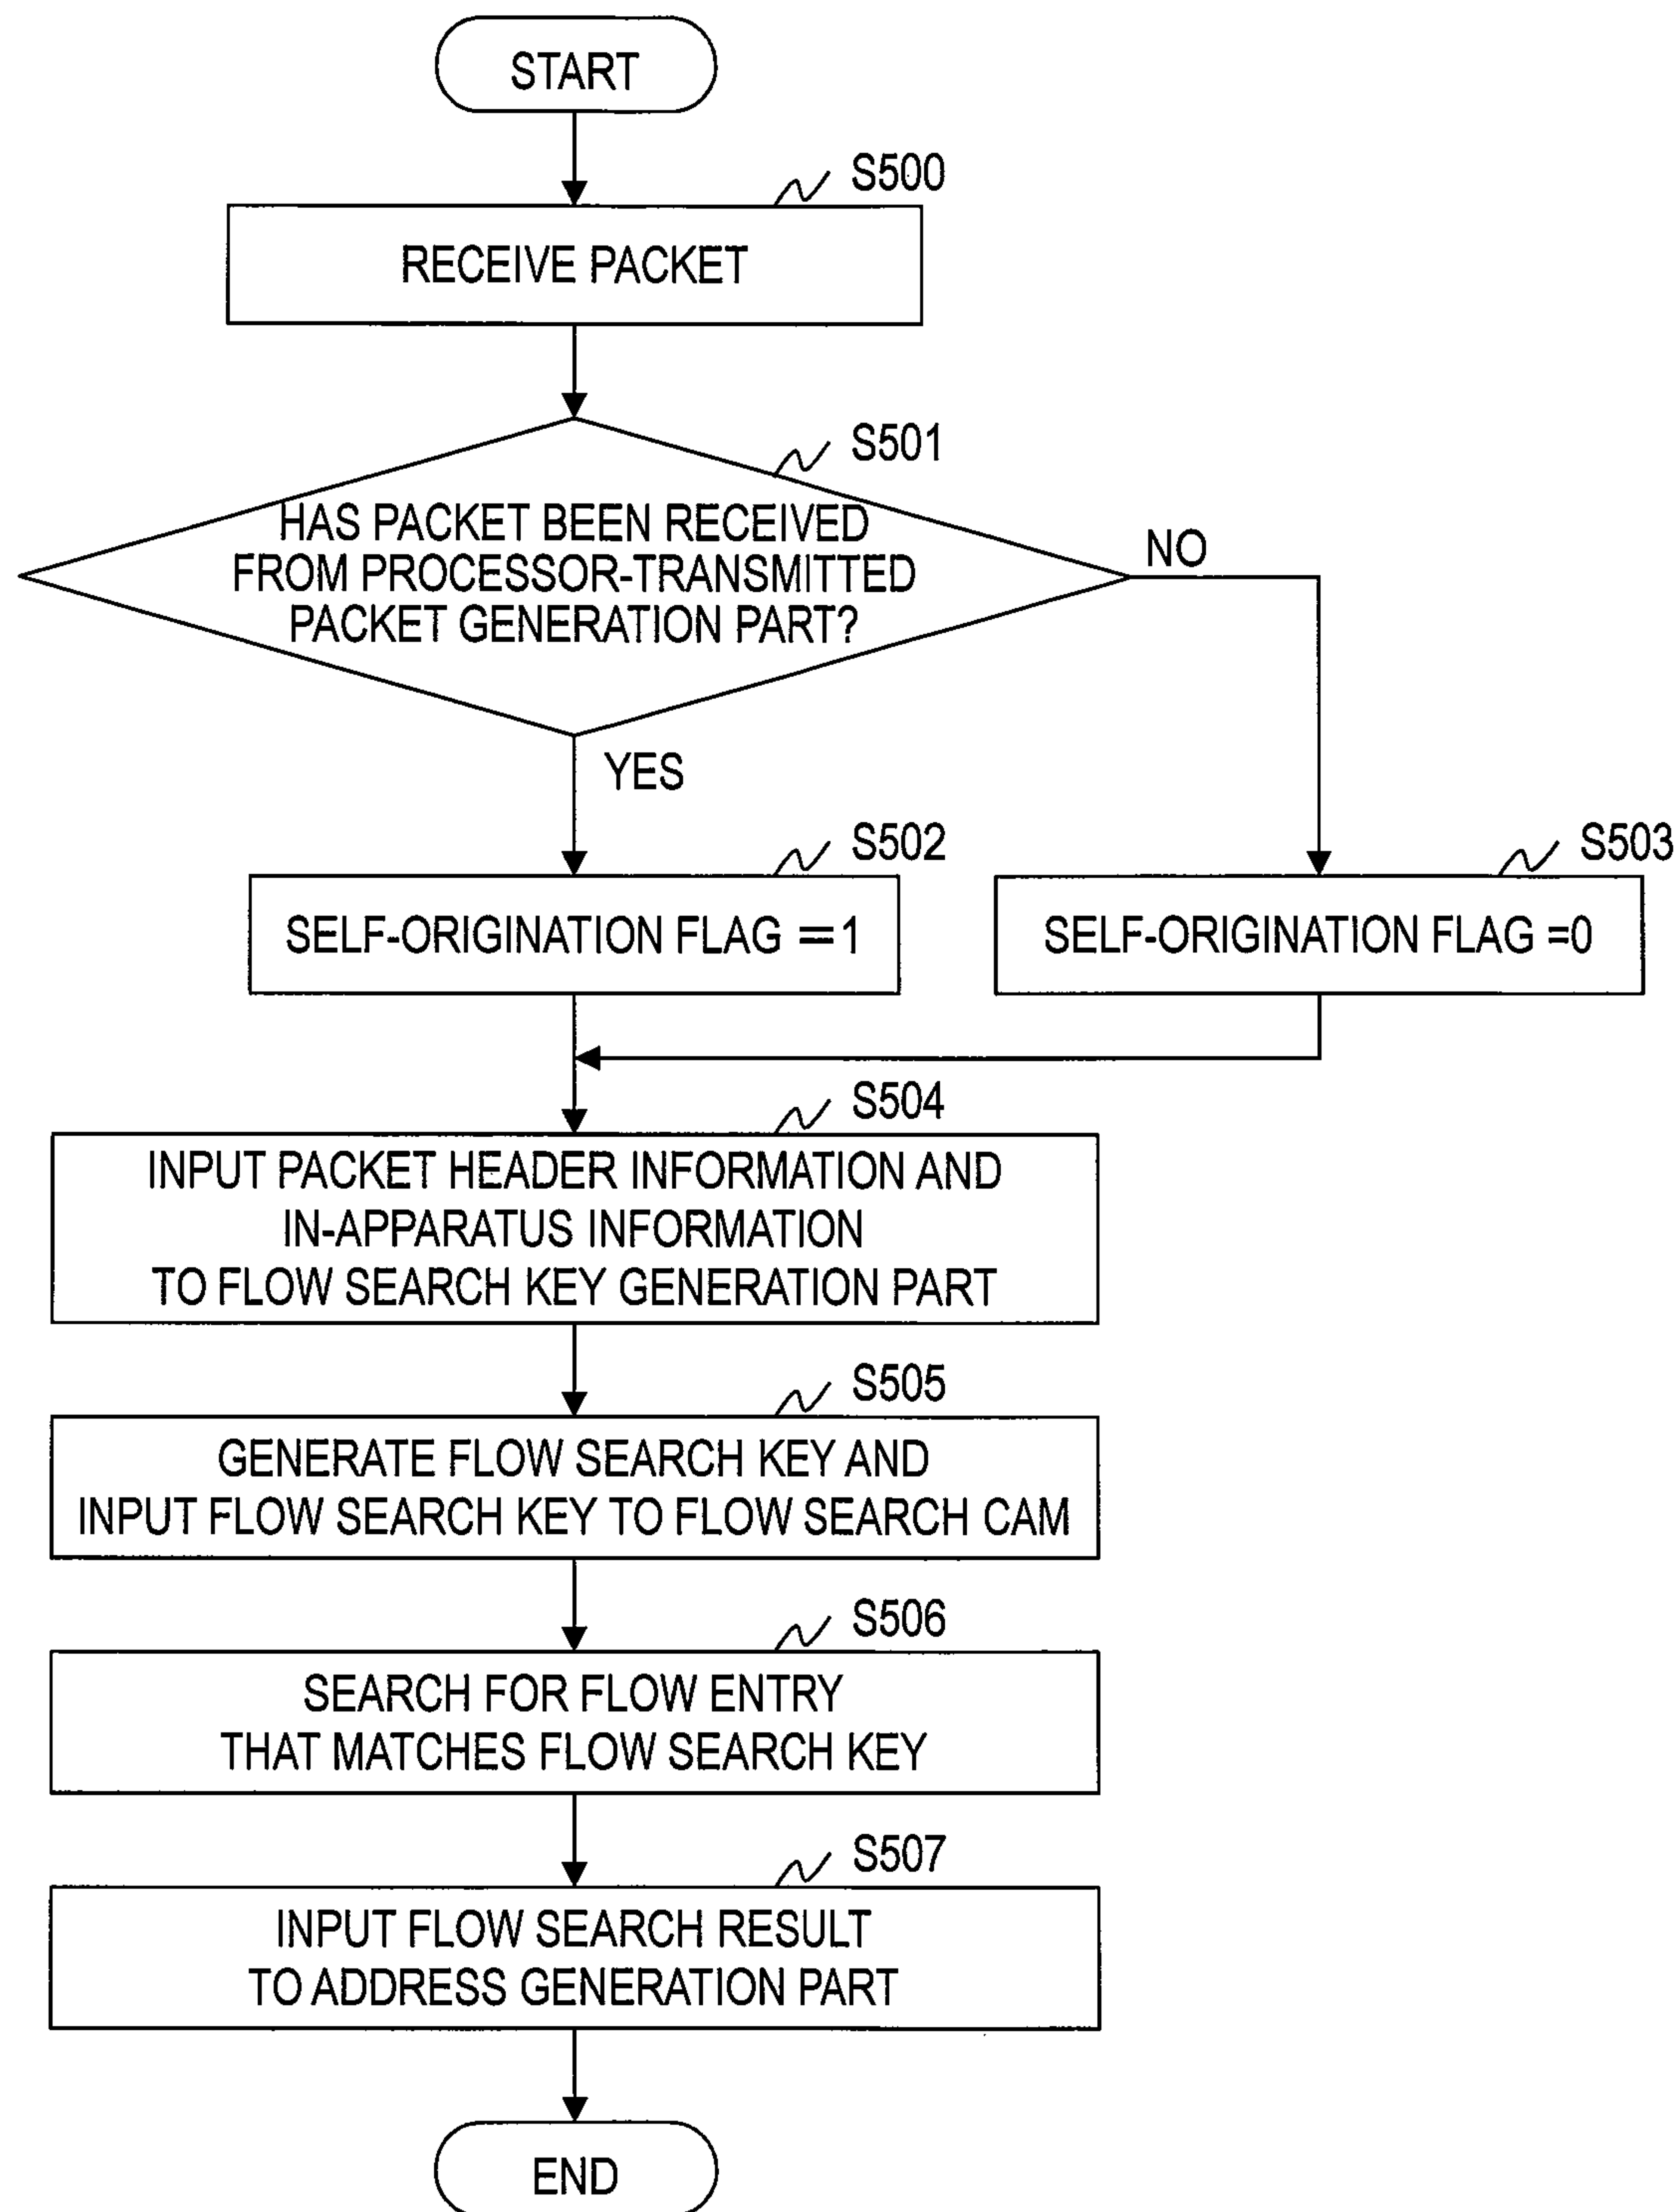 START
S500
RECEIVE PACKET
S501
HAS PACKET BEEN RECEIVED
FROM PROCESSOR-TRANSMITTED
PACKET GENERATION PART?
NO
YES
S502
SELF-ORIGINATION FLAG =1
S503
SELF-ORIGINATION FLAG =0
S504
INPUT PACKET HEADER INFORMATION AND
IN-APPARATUS INFORMATION
TO FLOW SEARCH KEY GENERATION PART
S505
GENERATE FLOW SEARCH KEY AND
INPUT FLOW SEARCH KEY TO FLOW SEARCH CAM
S506
SEARCH FOR FLOW ENTRY
THAT MATCHES FLOW SEARCH KEY
S507
INPUT FLOW SEARCH RESULT
TO ADDRESS GENERATION PART
END